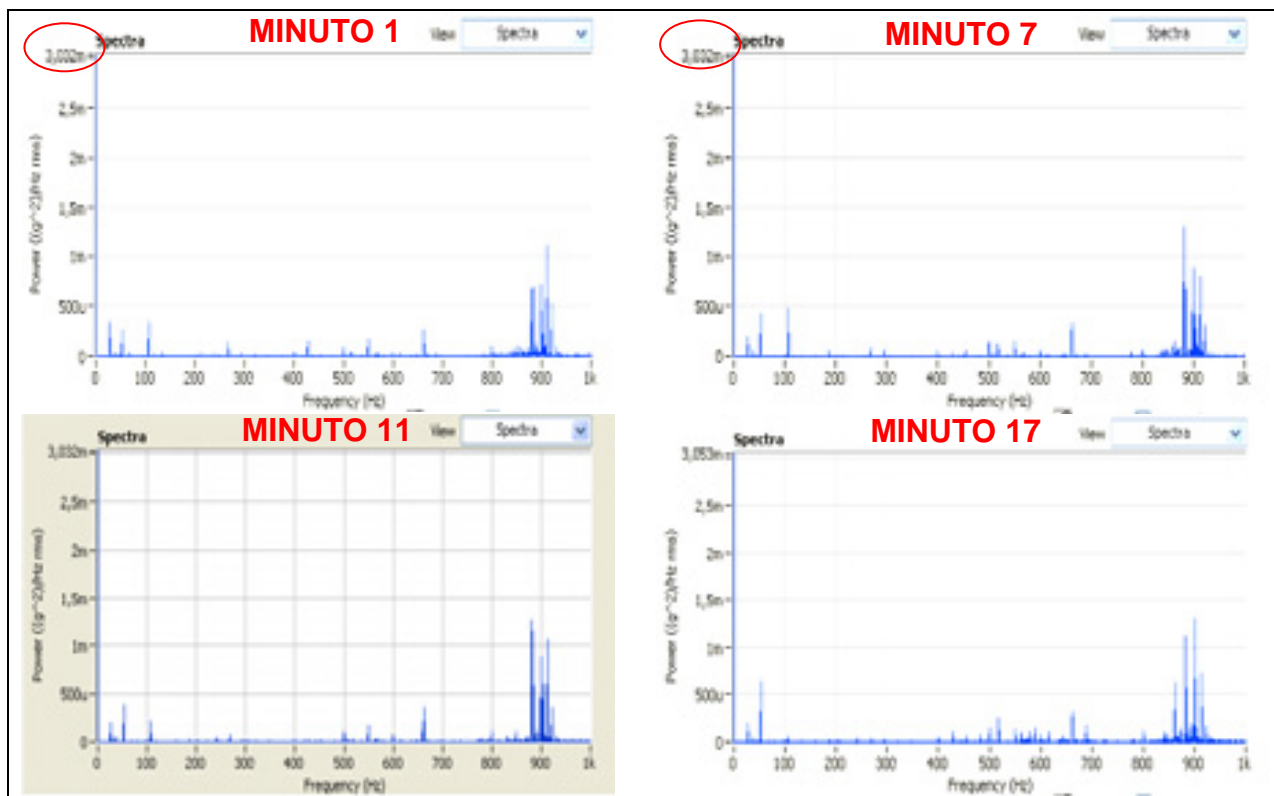 MINUTO 1
Spectra
View Spectra
3,032m
2,5m
2m
1,5m
1m
500u
0
Power ((g^2)/Hz rms)
0 100 200 300 400 500 600 700 800 900 1k
Frequency (Hz)
MINUTO 7
Spectra
View Spectra
3,032m
2,5m
2m
1,5m
1m
500u
0
Power ((g^2)/Hz rms)
0 100 200 300 400 500 600 700 800 900 1k
Frequency (Hz)
MINUTO 11
Spectra
View Spectra
3,032m
2,5m
2m
1,5m
1m
500u
0
Power ((g^2)/Hz rms)
0 100 200 300 400 500 600 700 800 900 1k
Frequency (Hz)
MINUTO 17
Spectra
View Spectra
3,053m
2,5m
2m
1,5m
1m
500u
0
Power ((g^2)/Hz rms)
0 100 200 300 400 500 600 700 800 900 1k
Frequency (Hz)